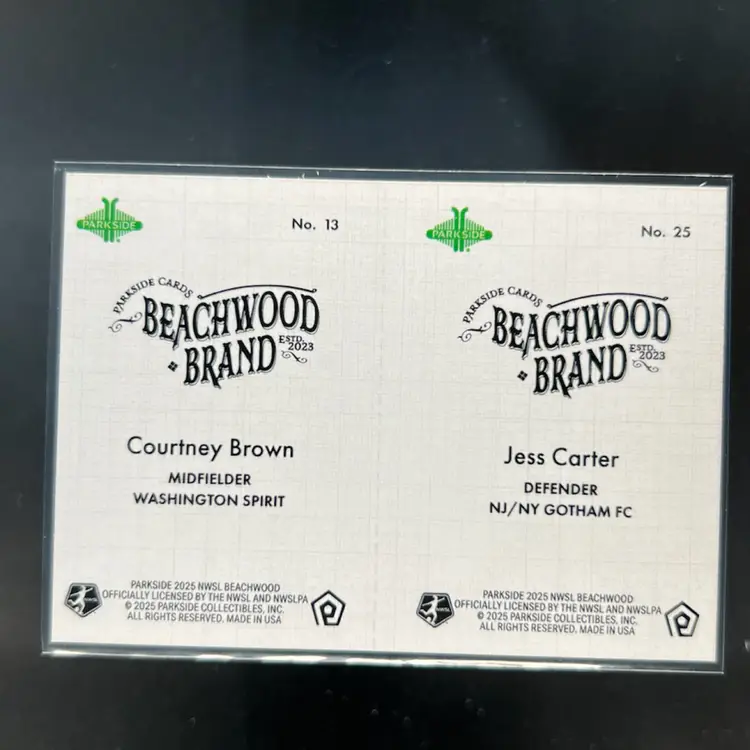 PARKSIDE
No. 13
PARKSIDE CARDS
BEACHWOOD
BRAND
ESTD.
2023
Courtney Brown
MIDFIELDER
WASHINGTON SPIRIT
NWSL
PARKSIDE 2025 NWSL BEACHWOOD
OFFICIALLY LICENSED BY THE NWSL AND NWSLPA
© 2025 PARKSIDE COLLECTIBLES, INC.
ALL RIGHTS RESERVED. MADE IN USA
PARKSIDE
No. 25
PARKSIDE CARDS
BEACHWOOD
BRAND
ESTD.
2023
Jess Carter
DEFENDER
NJ/NY GOTHAM FC
NWSL
PARKSIDE 2025 NWSL BEACHWOOD
OFFICIALLY LICENSED BY THE NWSL AND NWSLPA
© 2025 PARKSIDE COLLECTIBLES, INC.
ALL RIGHTS RESERVED. MADE IN USA